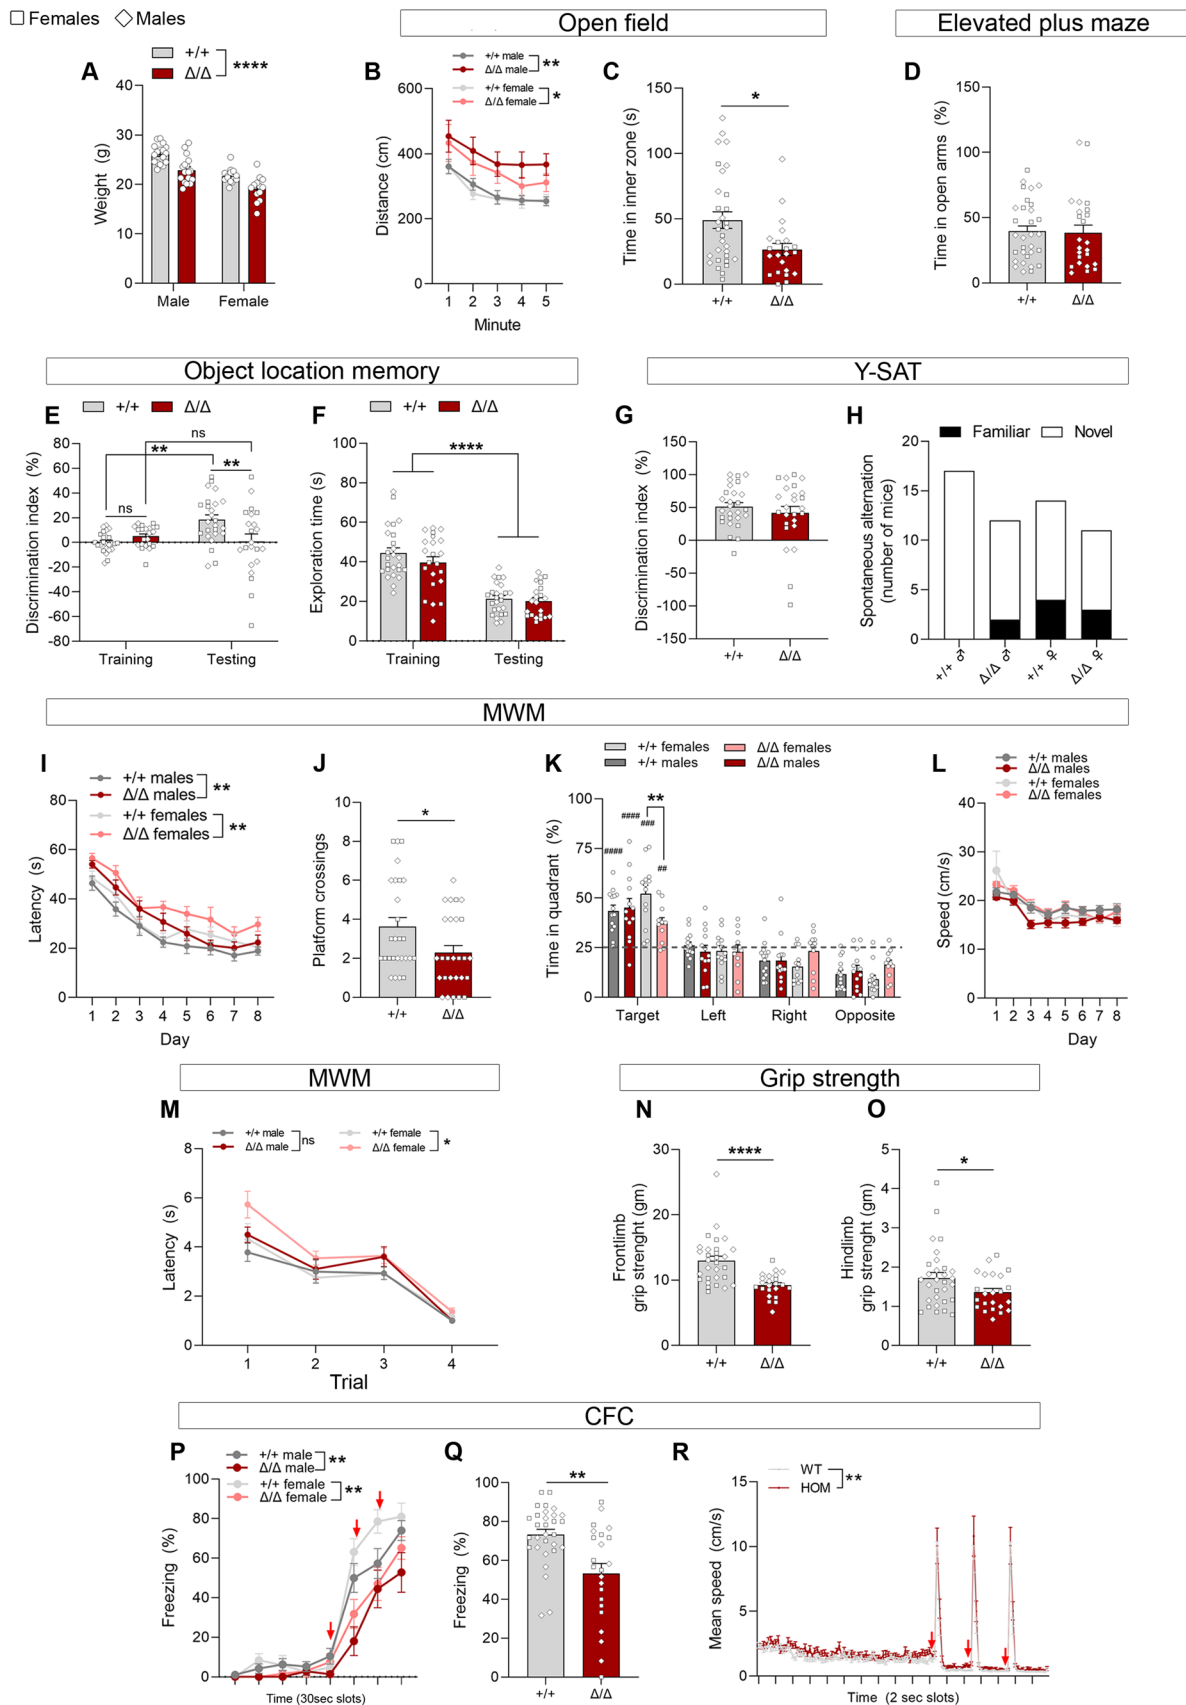 Females Males
Open field
Elevated plus maze
A
+/+
Δ/Δ
****
Weight (g)
40
30
20
10
0
Male Female
B
+/+ male
Δ/Δ male
**
+/+ female
Δ/Δ female
*
Distance (cm)
600
400
200
0
1 2 3 4 5
Minute
C
*
Time in inner zone (s)
150
100
50
0
+/+ Δ/Δ
D
Time in open arms (%)
150
100
50
0
+/+ Δ/Δ
Object location memory
Y-SAT
E
+/+ Δ/Δ
ns
**
**
ns
Discrimination index (%)
80
60
40
20
0
-20
-40
-60
-80
Training Testing
F
+/+ Δ/Δ
****
Exploration time (s)
100
80
60
40
20
0
Training Testing
G
Discrimination index (%)
150
100
50
0
-50
-100
-150
+/+ Δ/Δ
H
Familiar Novel
Spontaneous alternation
(number of mice)
20
15
10
5
0
+/+ ♂ Δ/Δ ♂ +/+ ♀ Δ/Δ ♀
MWM
I
+/+ males
Δ/Δ males
**
+/+ females
Δ/Δ females
**
Latency (s)
80
60
40
20
0
1 2 3 4 5 6 7 8
Day
J
*
Platform crossings
10
8
6
4
2
0
+/+ Δ/Δ
K
+/+ females Δ/Δ females
+/+ males Δ/Δ males
**
#### #### ### ##
Time in quadrant (%)
100
75
50
25
0
Target Left Right Opposite
L
+/+ males
Δ/Δ males
+/+ females
Δ/Δ females
Speed (cm/s)
40
30
20
10
0
1 2 3 4 5 6 7 8
Day
MWM
Grip strength
M
+/+ male
Δ/Δ male
ns
+/+ female
Δ/Δ female
*
Latency (s)
8
6
4
2
0
1 2 3 4
Trial
N
****
Frontlimb
grip strenght (gm)
30
20
10
0
+/+ Δ/Δ
O
*
Hindlimb
grip strenght (gm)
5
4
3
2
1
0
+/+ Δ/Δ
CFC
P
+/+ male
Δ/Δ male
**
+/+ female
Δ/Δ female
**
Freezing (%)
100
80
60
40
20
0
Time (30sec slots)
Q
**
Freezing (%)
100
80
60
40
20
0
+/+ Δ/Δ
R
WT
HOM
**
Mean speed (cm/s)
15
10
5
0
Time (2 sec slots)